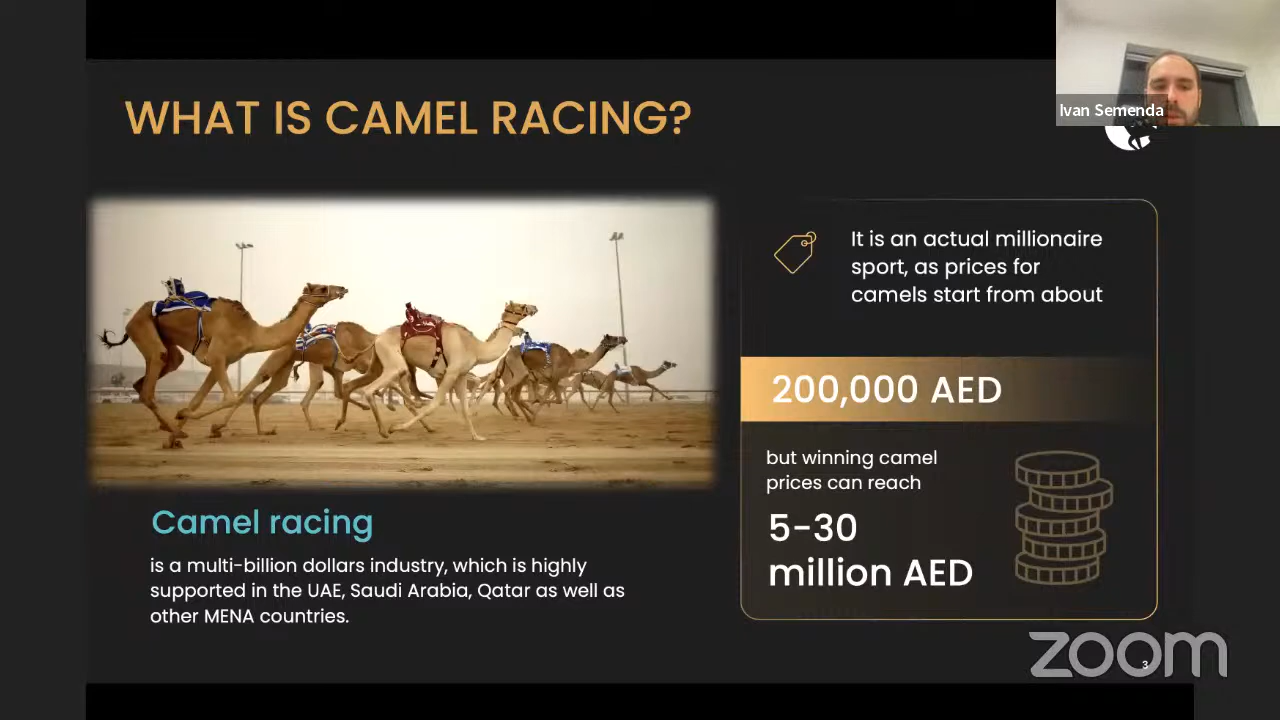 WHAT IS CAMEL RACING?
Ivan Semenda
It is an actual millionaire
sport, as prices for
camels start from about
200,000 AED
but winning camel
prices can reach
5-30
million AED
Camel racing
is a multi-billion dollars industry, which is highly
supported in the UAE, Saudi Arabia, Qatar as well as
other MENA countries.
zoom
3